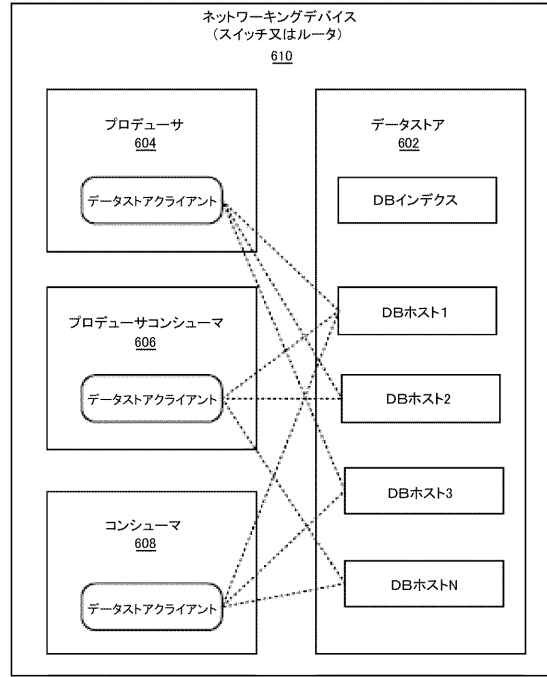 ネットワーキングデバイス
(スイッチ又はルータ)
610
プロデューサ
604
データストアクライアント
プロデューサコンシューマ
606
データストアクライアント
コンシューマ
608
データストアクライアント
データストア
602
DBインデクス
DBホスト1
DBホスト2
DBホスト3
DBホストN